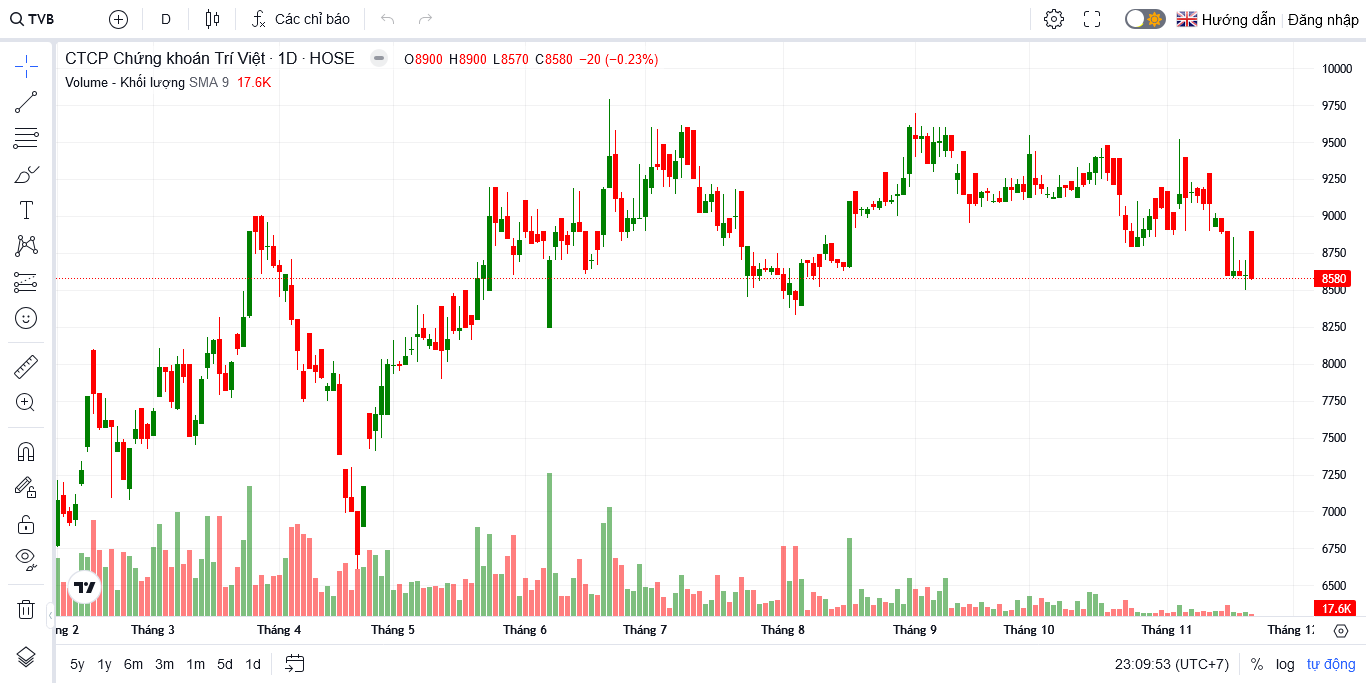 TVB D Các chỉ báo Hướng dẫn Đăng nhập
CTCP Chứng khoán Trí Việt · 1D · HOSE O8900 H8900 L8570 C8580 −20 (−0.23%)
Volume - Khối lượng SMA 9 17.6K
10000
9750
9500
9250
9000
8750
8580
8500
8250
8000
7750
7500
7250
7000
6750
6500
17.6K
ng 2 Tháng 3 Tháng 4 Tháng 5 Tháng 6 Tháng 7 Tháng 8 Tháng 9 Tháng 10 Tháng 11 Tháng 12
5y 1y 6m 3m 1m 5d 1d 23:09:53 (UTC+7) % log tự động